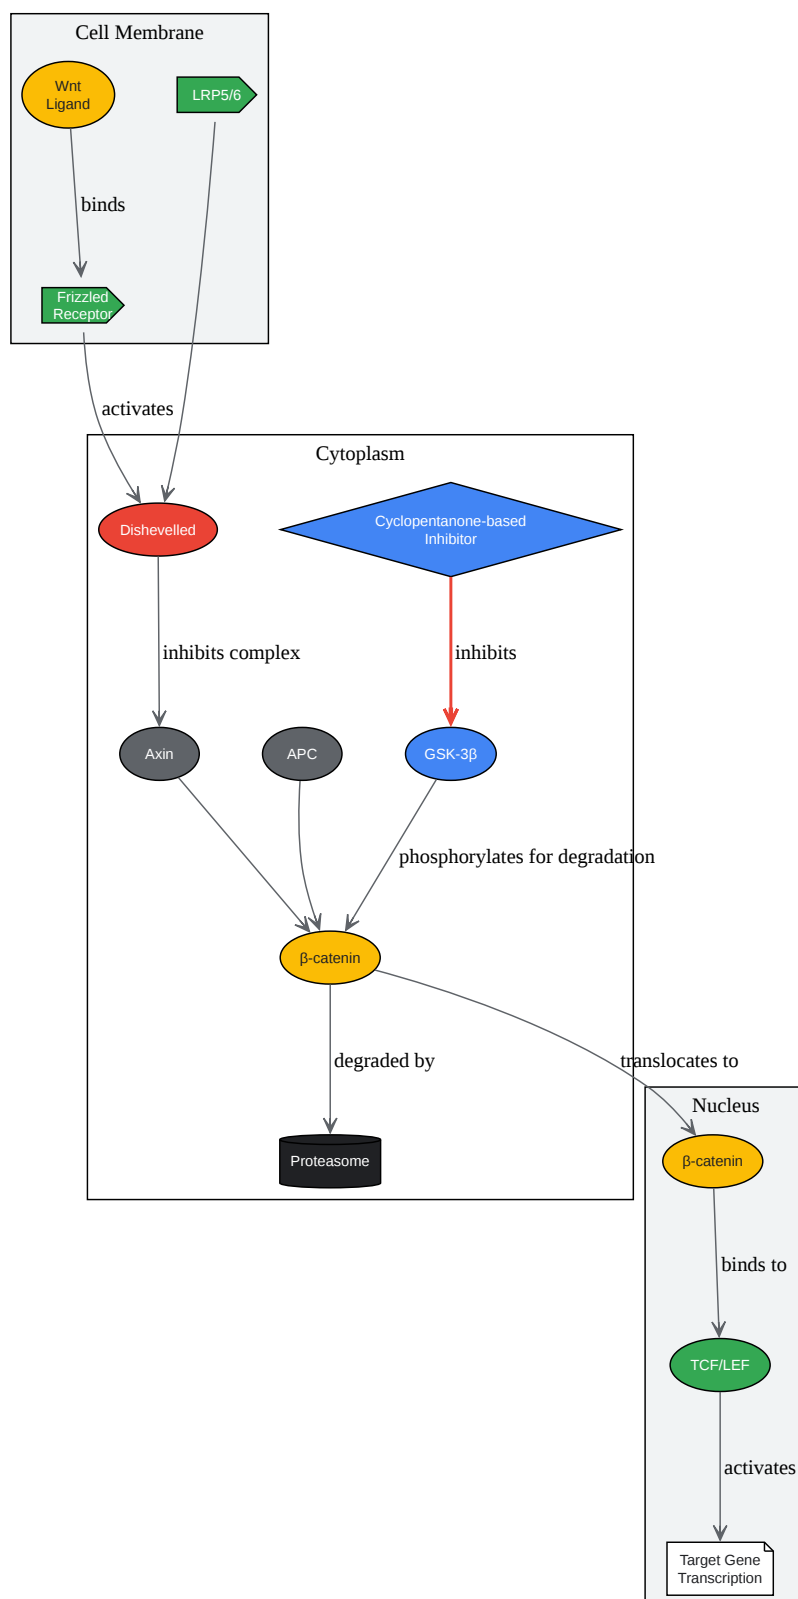 Cell Membrane
Wnt
Ligand
LRP5/6
binds
Frizzled
Receptor
activates
Cytoplasm
Dishevelled
Cyclopentanone-based
Inhibitor
inhibits complex
inhibits
Axin
APC
GSK-3β
phosphorylates for degradation
β-catenin
degraded by
translocates to
Nucleus
Proteasome
β-catenin
binds to
TCF/LEF
activates
Target Gene
Transcription